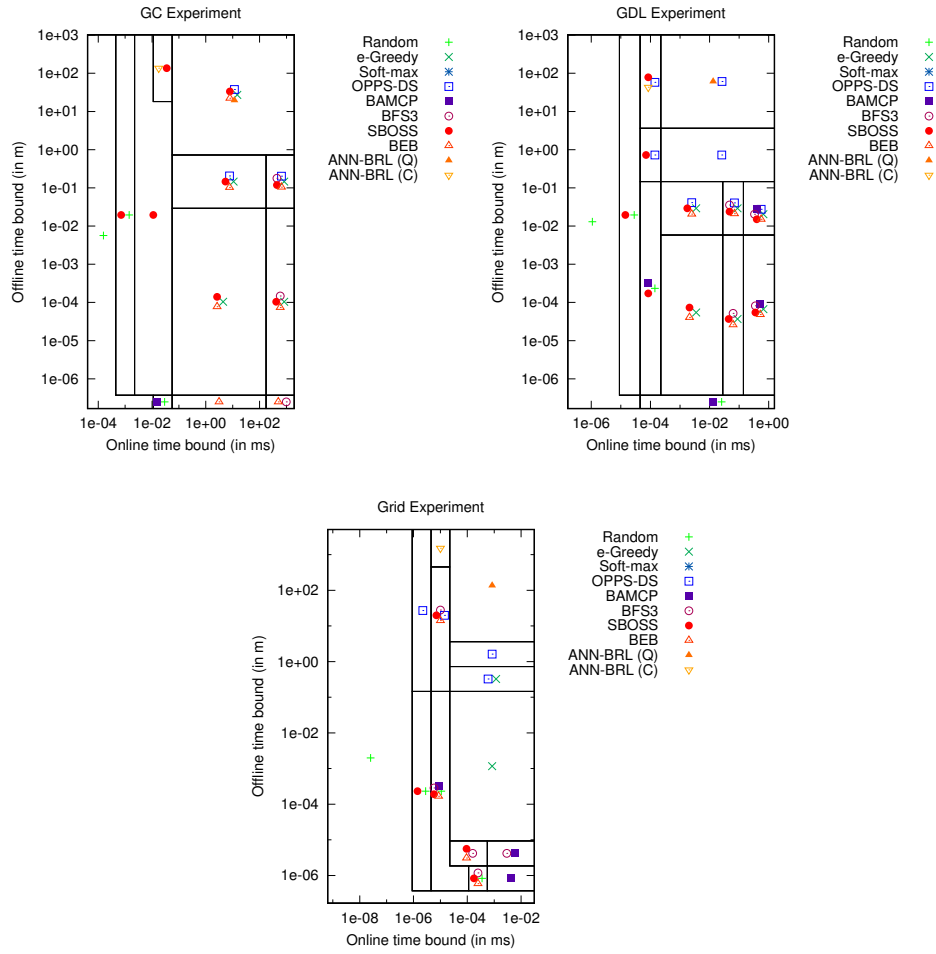 GC Experiment
1e+03
1e+02
1e+01
1e+00
1e-01
1e-02
1e-03
1e-04
1e-05
1e-06
Offline time bound (in m)
1e-04
1e-02
1e+00
1e+02
Online time bound (in ms)
Random
e-Greedy
Soft-max
OPPS-DS
BAMCP
BFS3
SBOSS
BEB
ANN-BRL (Q)
ANN-BRL (C)
GDL Experiment
1e+03
1e+02
1e+01
1e+00
1e-01
1e-02
1e-03
1e-04
1e-05
1e-06
Offline time bound (in m)
1e-06
1e-04
1e-02
1e+00
Online time bound (in ms)
Random
e-Greedy
Soft-max
OPPS-DS
BAMCP
BFS3
SBOSS
BEB
ANN-BRL (Q)
ANN-BRL (C)
Grid Experiment
1e+02
1e+00
1e-02
1e-04
1e-06
Offline time bound (in m)
1e-08
1e-06
1e-04
1e-02
Online time bound (in ms)
Random
e-Greedy
Soft-max
OPPS-DS
BAMCP
BFS3
SBOSS
BEB
ANN-BRL (Q)
ANN-BRL (C)